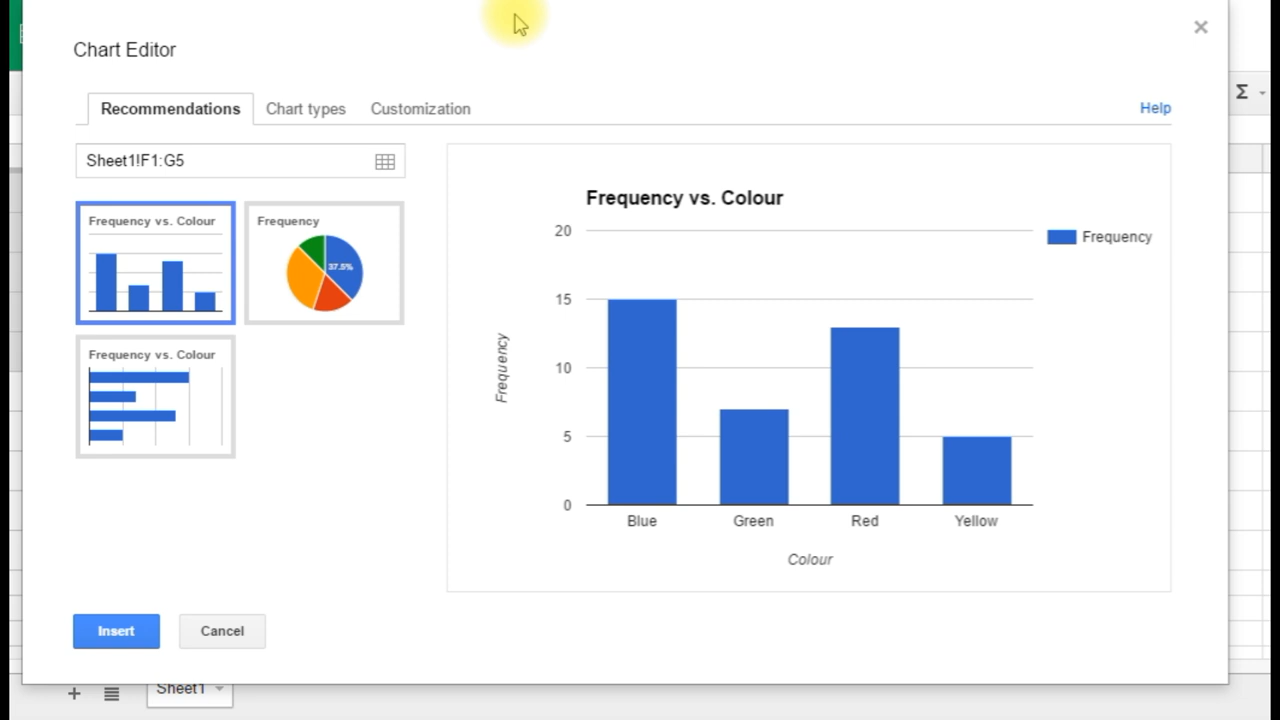 Chart Editor
Recommendations Chart types Customization
Help
Sheet1!F1:G5
Frequency vs. Colour
Frequency
37.5%
Frequency vs. Colour
Frequency vs. Colour
Frequency
20
15
10
5
0
Frequency
Blue Green Red Yellow
Colour
Insert Cancel
Σ
Sheet1